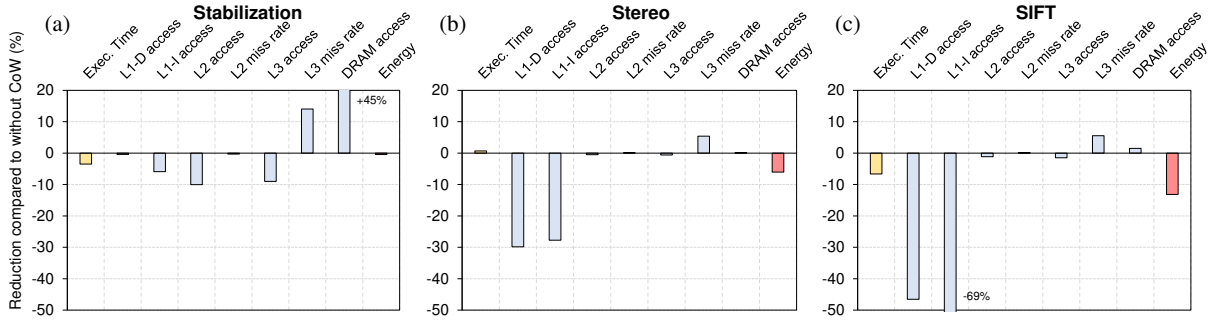 Reduction compared to without CoW (%)
(a)
Stabilization
Exec. Time
L1-D access
L1-I access
L2 access
L2 miss rate
L3 access
L3 miss rate
DRAM access
Energy
20
10
0
-10
-20
-30
-40
-50
+45%
(b)
Stereo
Exec. Time
L1-D access
L1-I access
L2 access
L2 miss rate
L3 access
L3 miss rate
DRAM access
Energy
20
10
0
-10
-20
-30
-40
-50
(c)
SIFT
Exec. Time
L1-D access
L1-I access
L2 access
L2 miss rate
L3 access
L3 miss rate
DRAM access
Energy
20
10
0
-10
-20
-30
-40
-50
-69%